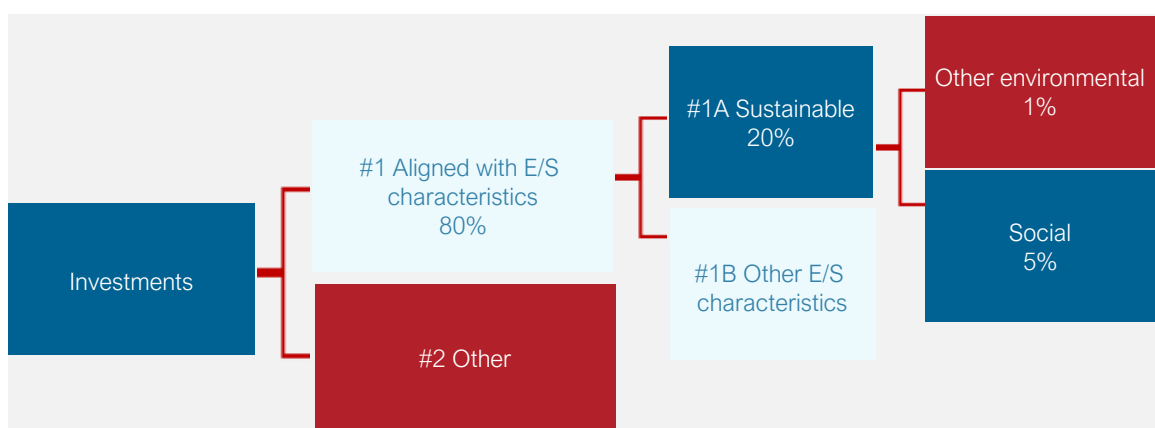 Investments
#1 Aligned with E/S
characteristics
80%
#2 Other
#1A Sustainable
20%
#1B Other E/S
characteristics
Other environmental
1%
Social
5%